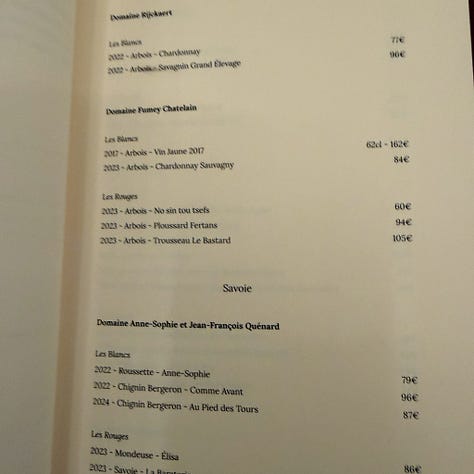 Domaine Rijckaert
Les Blancs
2022 - Arbois - Chardonnay 77€
2022 - Arbois - Savagnin Grand Élevage 96€
Domaine Fumey Chatelain
Les Blancs
2017 - Arbois - Vin Jaune 2017 62cl - 162€
2023 - Arbois - Chardonnay Sauvagny 84€
Les Rouges
2023 - Arbois - No sin tou tsefs 60€
2023 - Arbois - Ploussard Fertans 94€
2023 - Arbois - Trousseau Le Bastard 105€
Savoie
Domaine Anne-Sophie et Jean-François Quénard
Les Blancs
2022 - Roussette - Anne-Sophie 79€
2022 - Chignin Bergeron - Comme Avant 96€
2024 - Chignin Bergeron - Au Pied des Tours 87€
Les Rouges
2023 - Mondeuse - Élisa 86€
2023 - Savoie - La